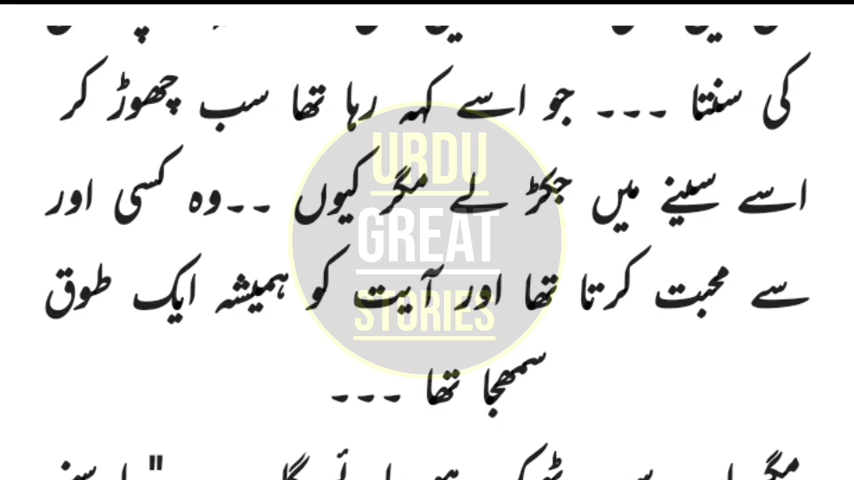 کی سنتا ۔۔۔ جو اسے کہہ رہا تھا سب چھوڑ کر
اسے سینے میں جکڑ لے مگر کیوں ۔۔وہ کسی اور
سے محبت کرتا تھا اور آیت کو ہمیشہ ایک طوق
سمھجا تھا ۔۔۔
URDU
GREAT
STORIES